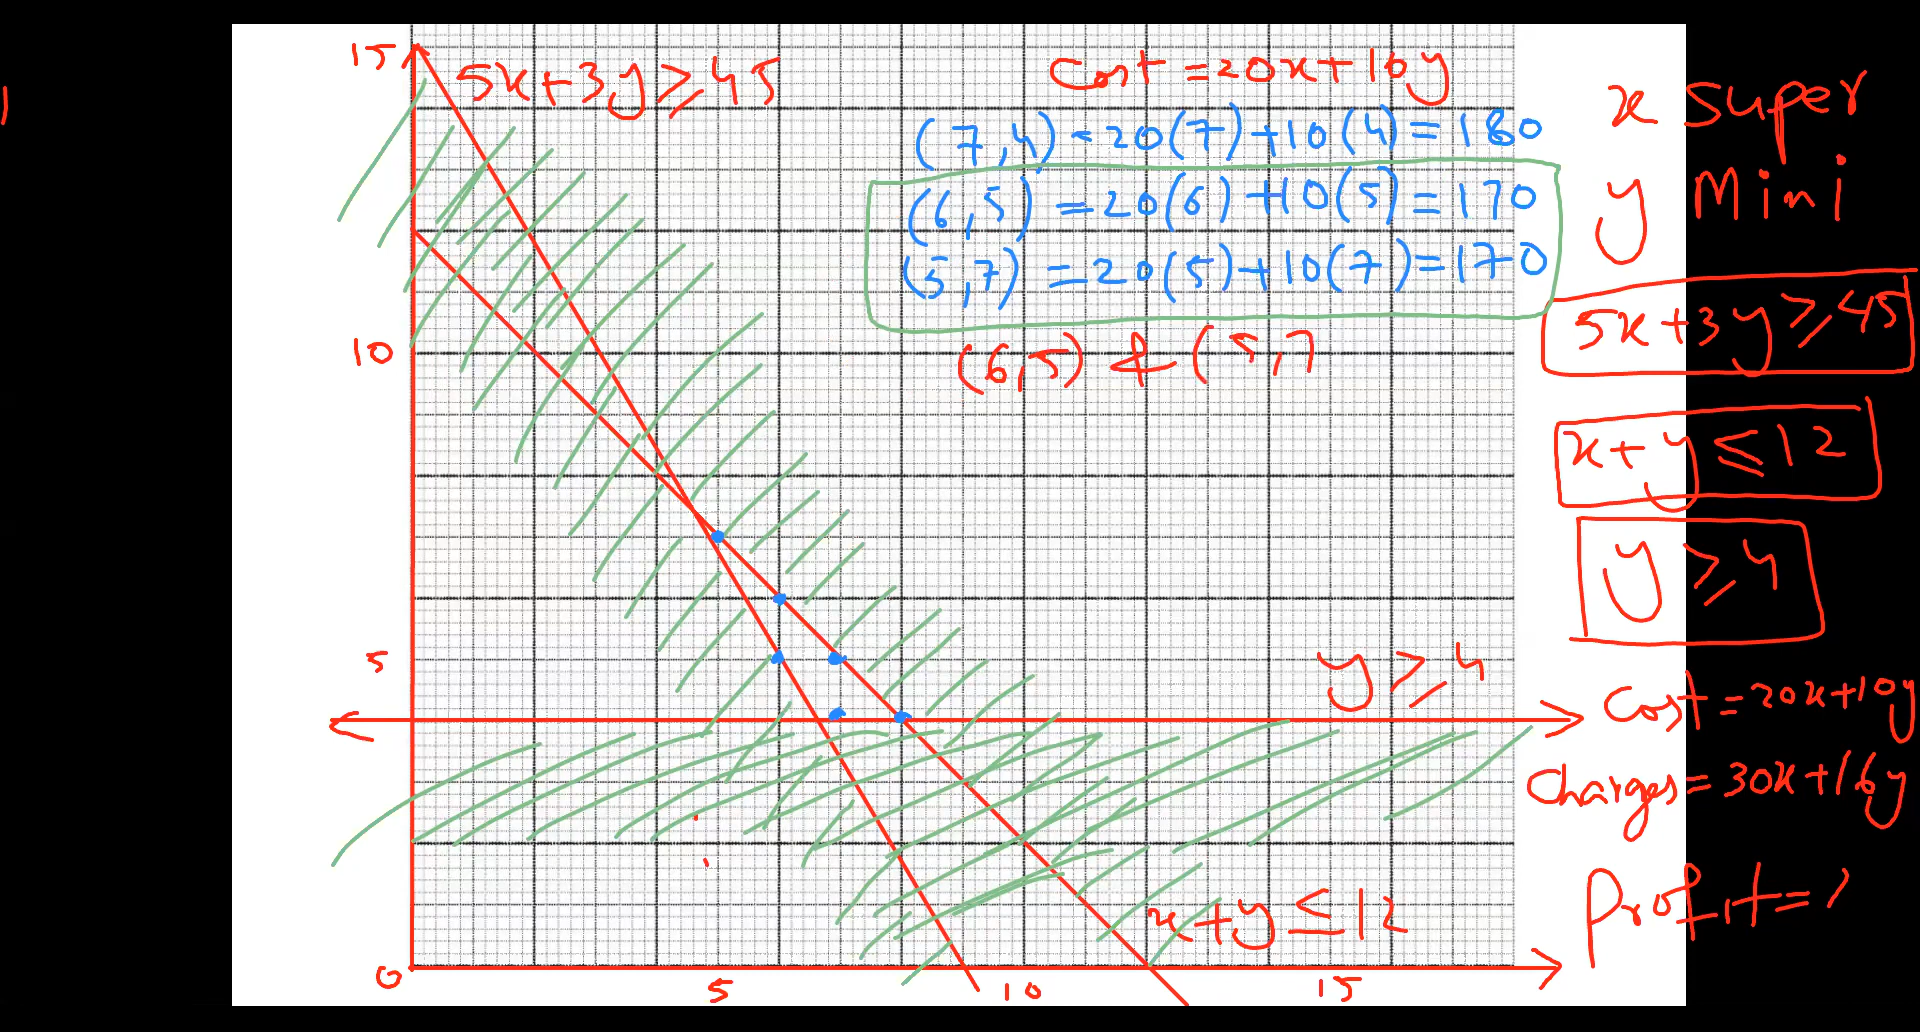 15
5x+3y≥45
Cost =20x+10y
(7,4)=20(7)+10(4)=180
(6,5) =20(6)+10(5)=170
(5,7) =20(5)+10(7)=170
(6,5) & (5,7
10
5
0
5
10
15
y≥4
x+y≤12
x Super
y Mini
5x+3y≥45
x+y≤12
y≥4
Cost=20x+10y
Charges=30x+16y
Profit=